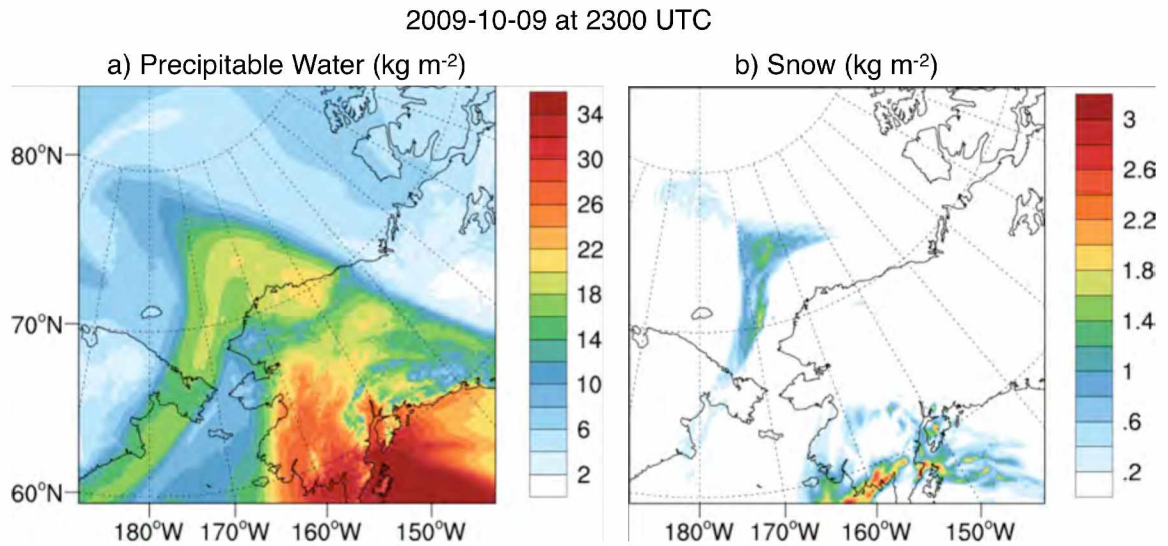 2009-10-09 at 2300 UTC
a) Precipitable Water (kg m-2)
b) Snow (kg m-2)
80°N
70°N
60°N
180°W 170°W 160°W 150°W
34
30
26
22
18
14
10
6
2
180°W 170°W 160°W 150°W
3
2.6
2.2
1.8
1.4
1
.6
.2